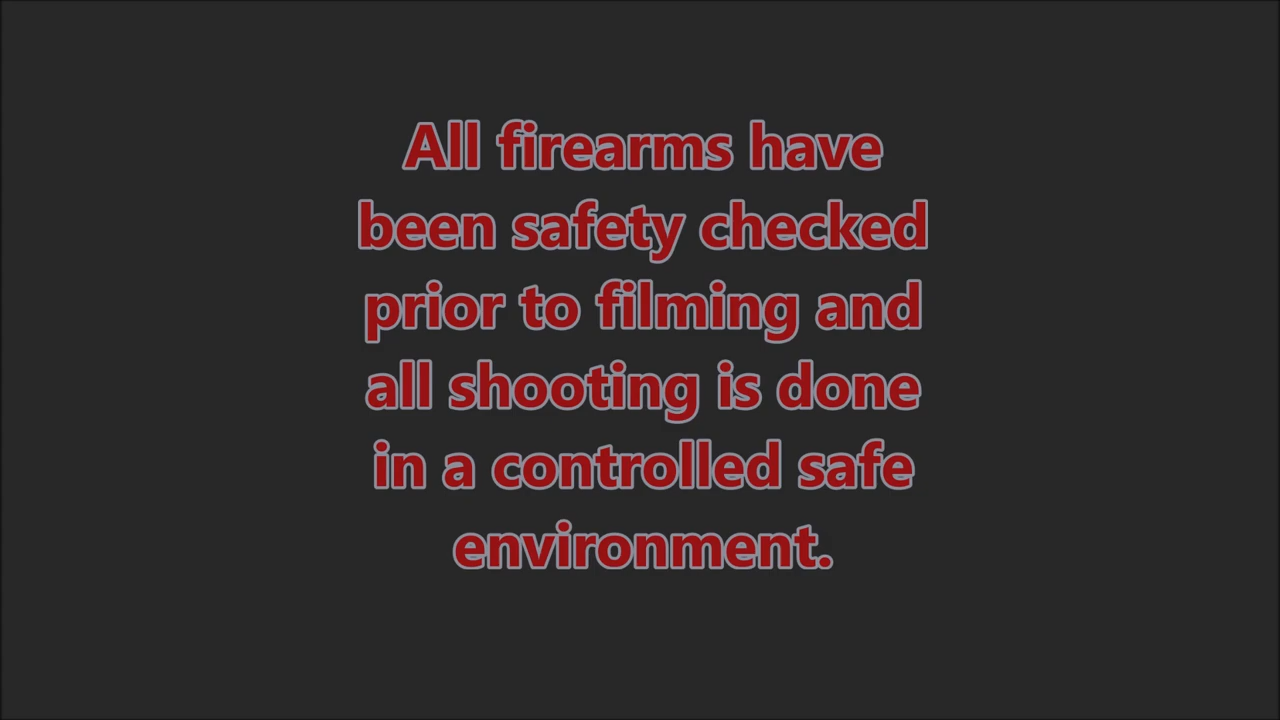 All firearms have
been safety checked
prior to filming and
all shooting is done
in a controlled safe
environment.